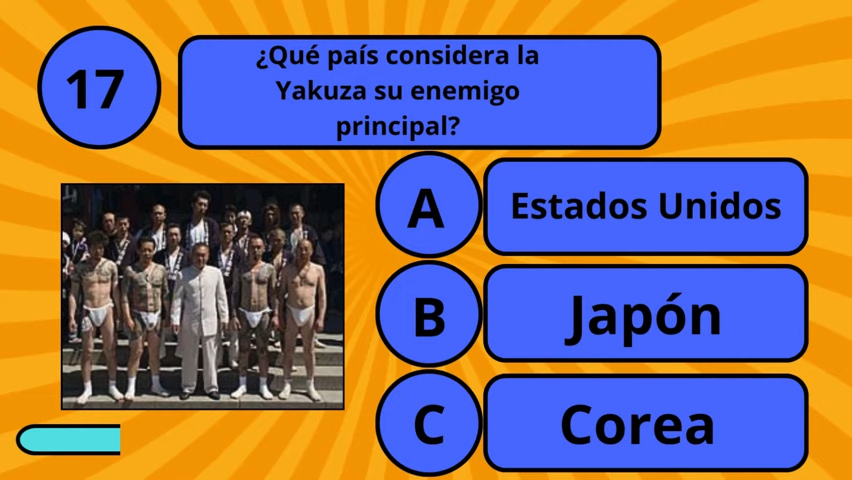 17
¿Qué país considera la
Yakuza su enemigo
principal?
A
Estados Unidos
B
Japón
C
Corea